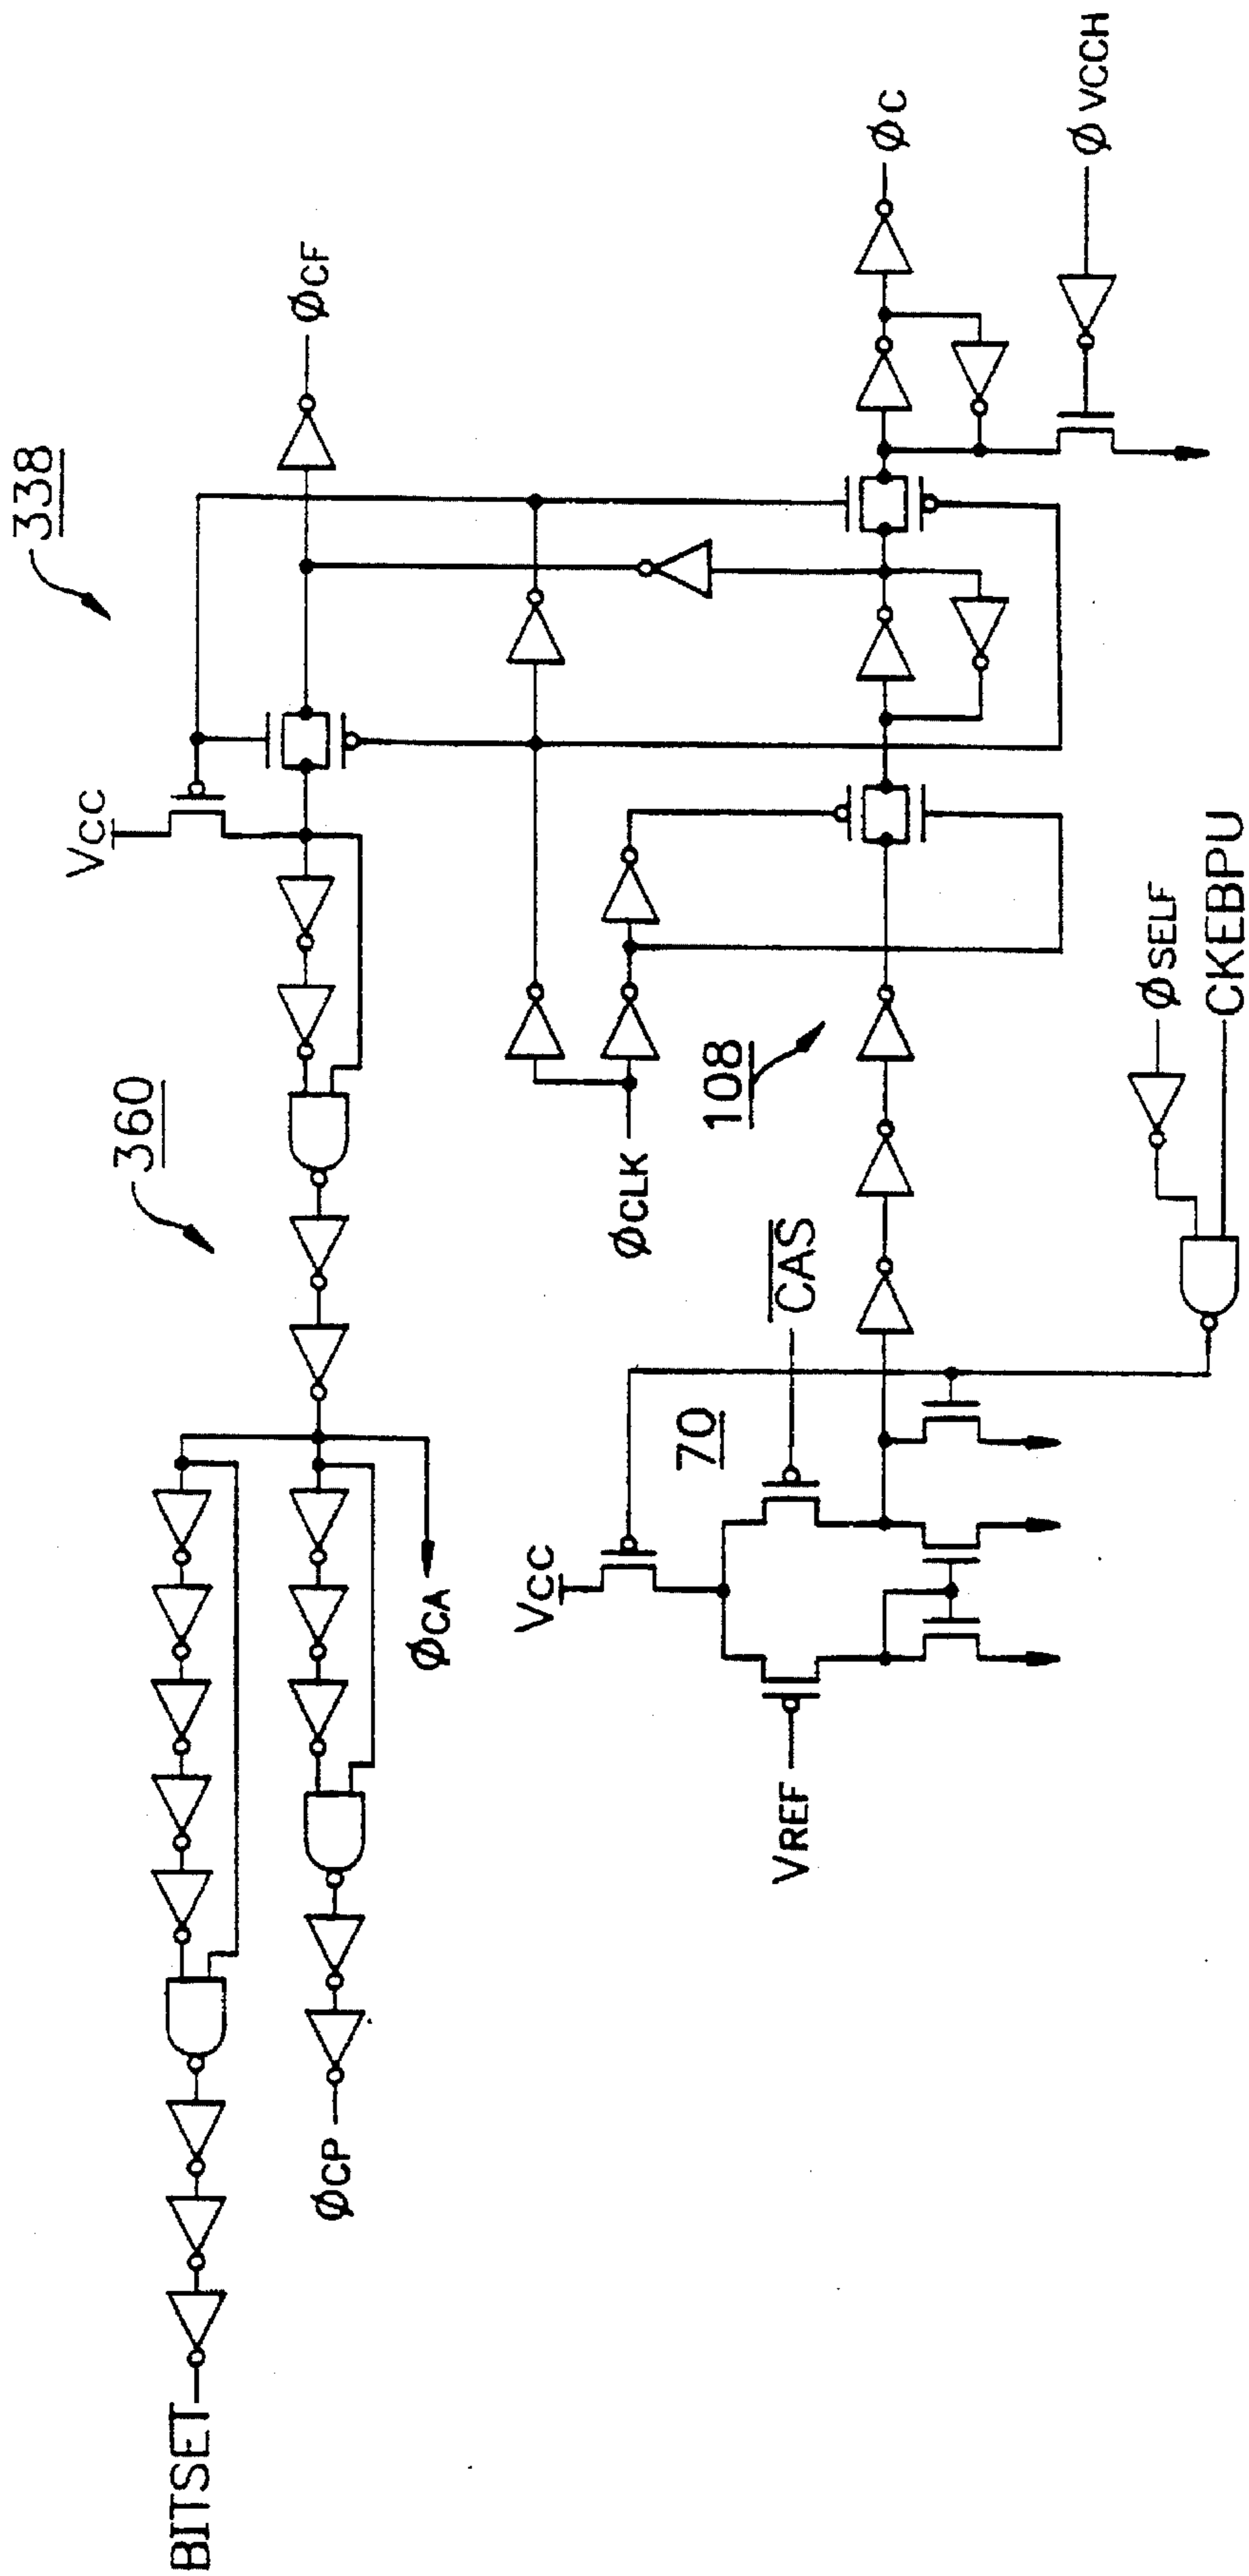 338
360
108
70
BITSET
ØCP
ØCA
VCC
ØCF
ØCLK
VCC
VREF
CAS
ØC
ØVCCH
ØSELF
CKEBPU